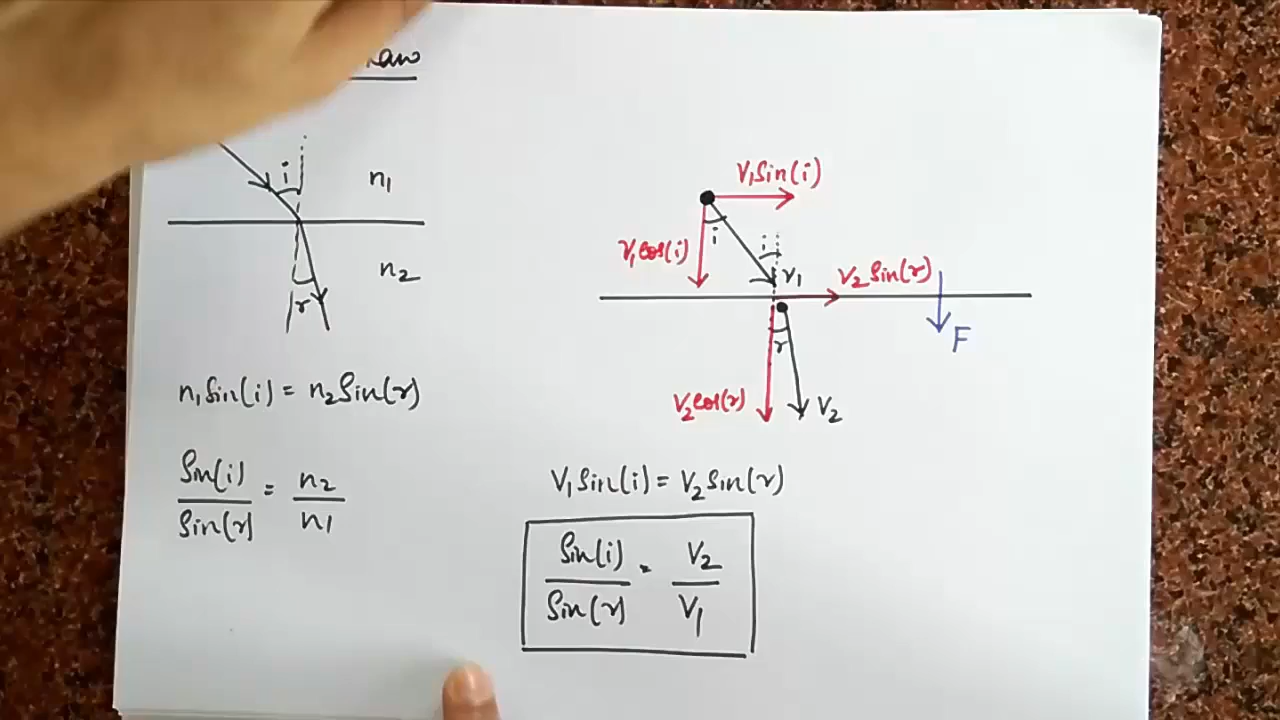 i
n1
n2
r
n1 Sin(i) = n2 Sin(r)
Sin(i)
Sin(r)
=
n2
n1
V1 Sin(i)
V1 Cos(i)
i
i
V1
V2 Sin(r)
F
r
V2 Cos(r)
V2
V1 Sin(i) = V2 Sin(r)
Sin(i)
Sin(r)
=
V2
V1